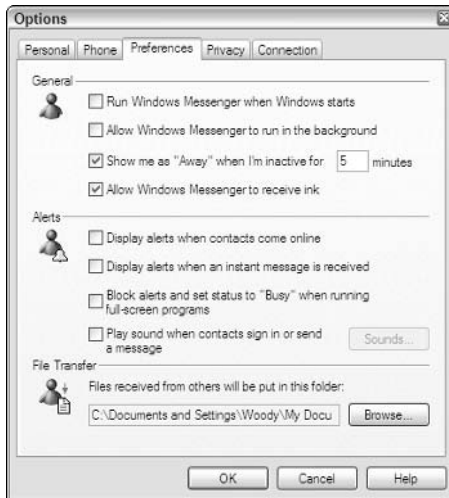 Options
Personal Phone Preferences Privacy Connection
General
Run Windows Messenger when Windows starts
Allow Windows Messenger to run in the background
Show me as "Away" when I'm inactive for 5 minutes
Allow Windows Messenger to receive ink
Alerts
Display alerts when contacts come online
Display alerts when an instant message is received
Block alerts and set status to "Busy" when running
full-screen programs
Play sound when contacts sign in or send
a message
Sounds...
File Transfer
Files received from others will be put in this folder:
C:\Documents and Settings\Woody\My Docu Browse...
OK Cancel Help